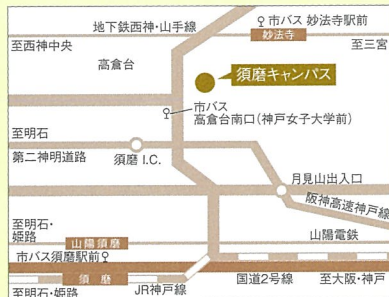 市バス 妙法寺駅前
地下鉄西神・山手線
妙法寺
至西神中央
至三宮
高倉台
須磨キャンパス
市バス
高倉台南口(神戸女子大学前)
至明石
第二神明道路
須磨 I.C.
月見山出入口
阪神高速神戸線
至明石・
姫路
山陽須磨
山陽電鉄
市バス須磨駅前
須磨
国道2号線
至大阪・神戸
至明石・姫路
JR神戸線